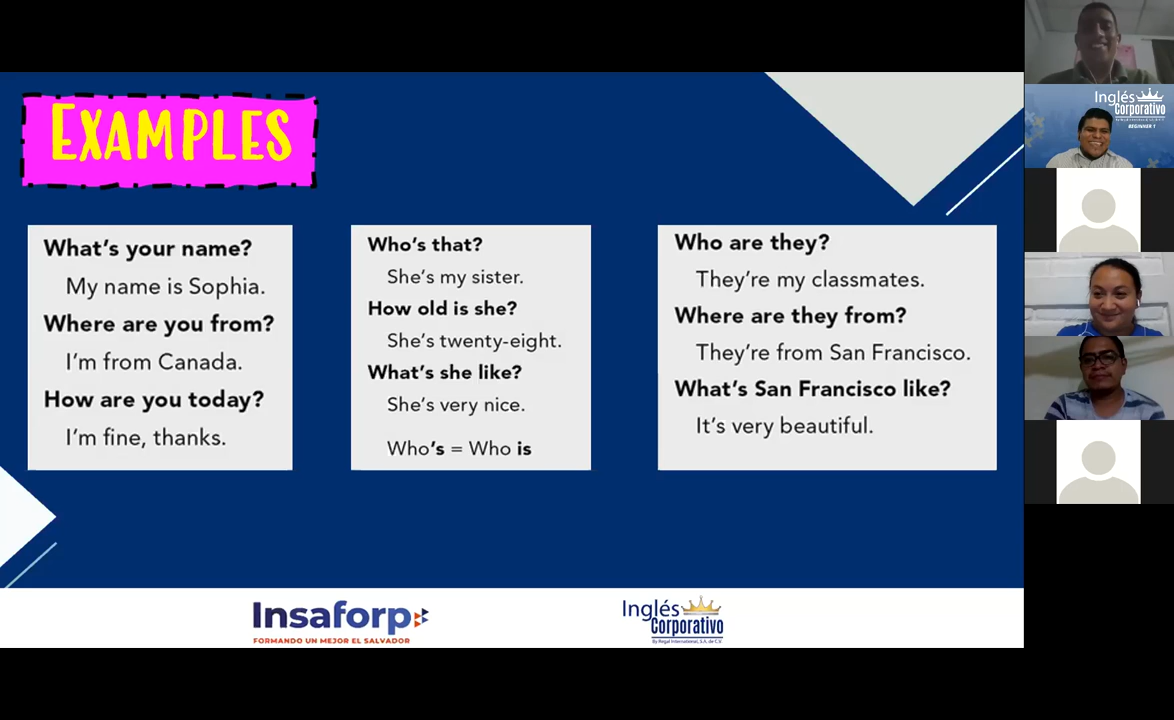 EXAMPLES
What's your name?
My name is Sophia.
Where are you from?
I'm from Canada.
How are you today?
I'm fine, thanks.
Who's that?
She's my sister.
How old is she?
She's twenty-eight.
What's she like?
She's very nice.
Who's = Who is
Who are they?
They're my classmates.
Where are they from?
They're from San Francisco.
What's San Francisco like?
It's very beautiful.
Insaforp
FORMANDO UN MEJOR EL SALVADOR
Inglés
Corporativo
By Regal International, S.A. de C.V.
Inglés
Corporativo
BEGINNER 1